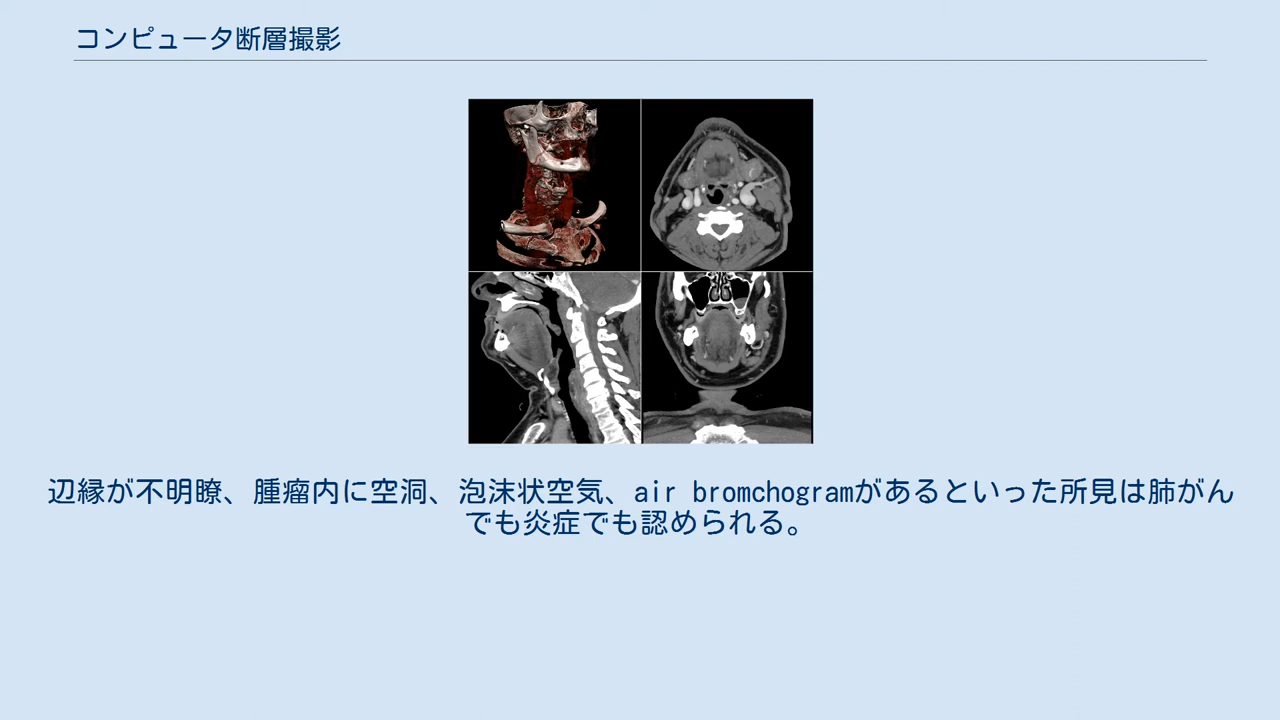 コンピュータ断層撮影
辺縁が不明瞭、腫瘤内に空洞、泡沫状空気、air bromchogramがあるといった所見は肺がん
でも炎症でも認められる。